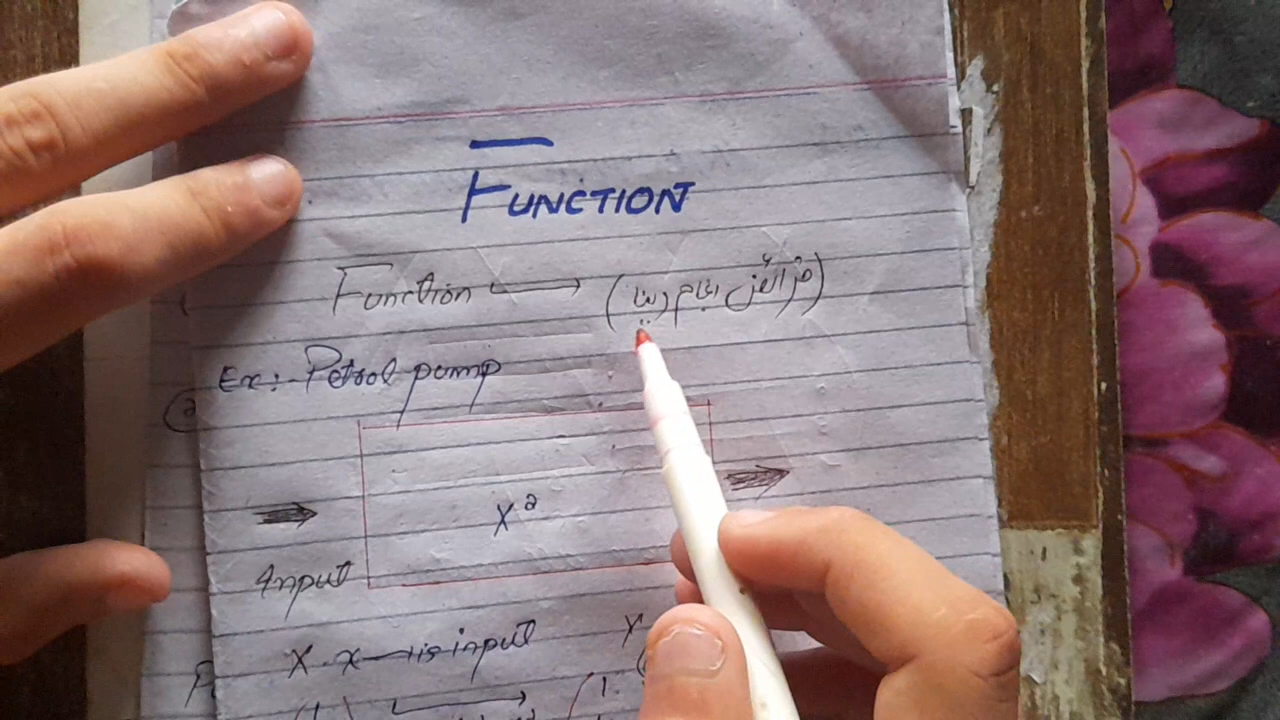 FUNCTION
Function → (فرائض انجام دینا)
Ex:- Petrol pump
X²
Input
X x → is input X